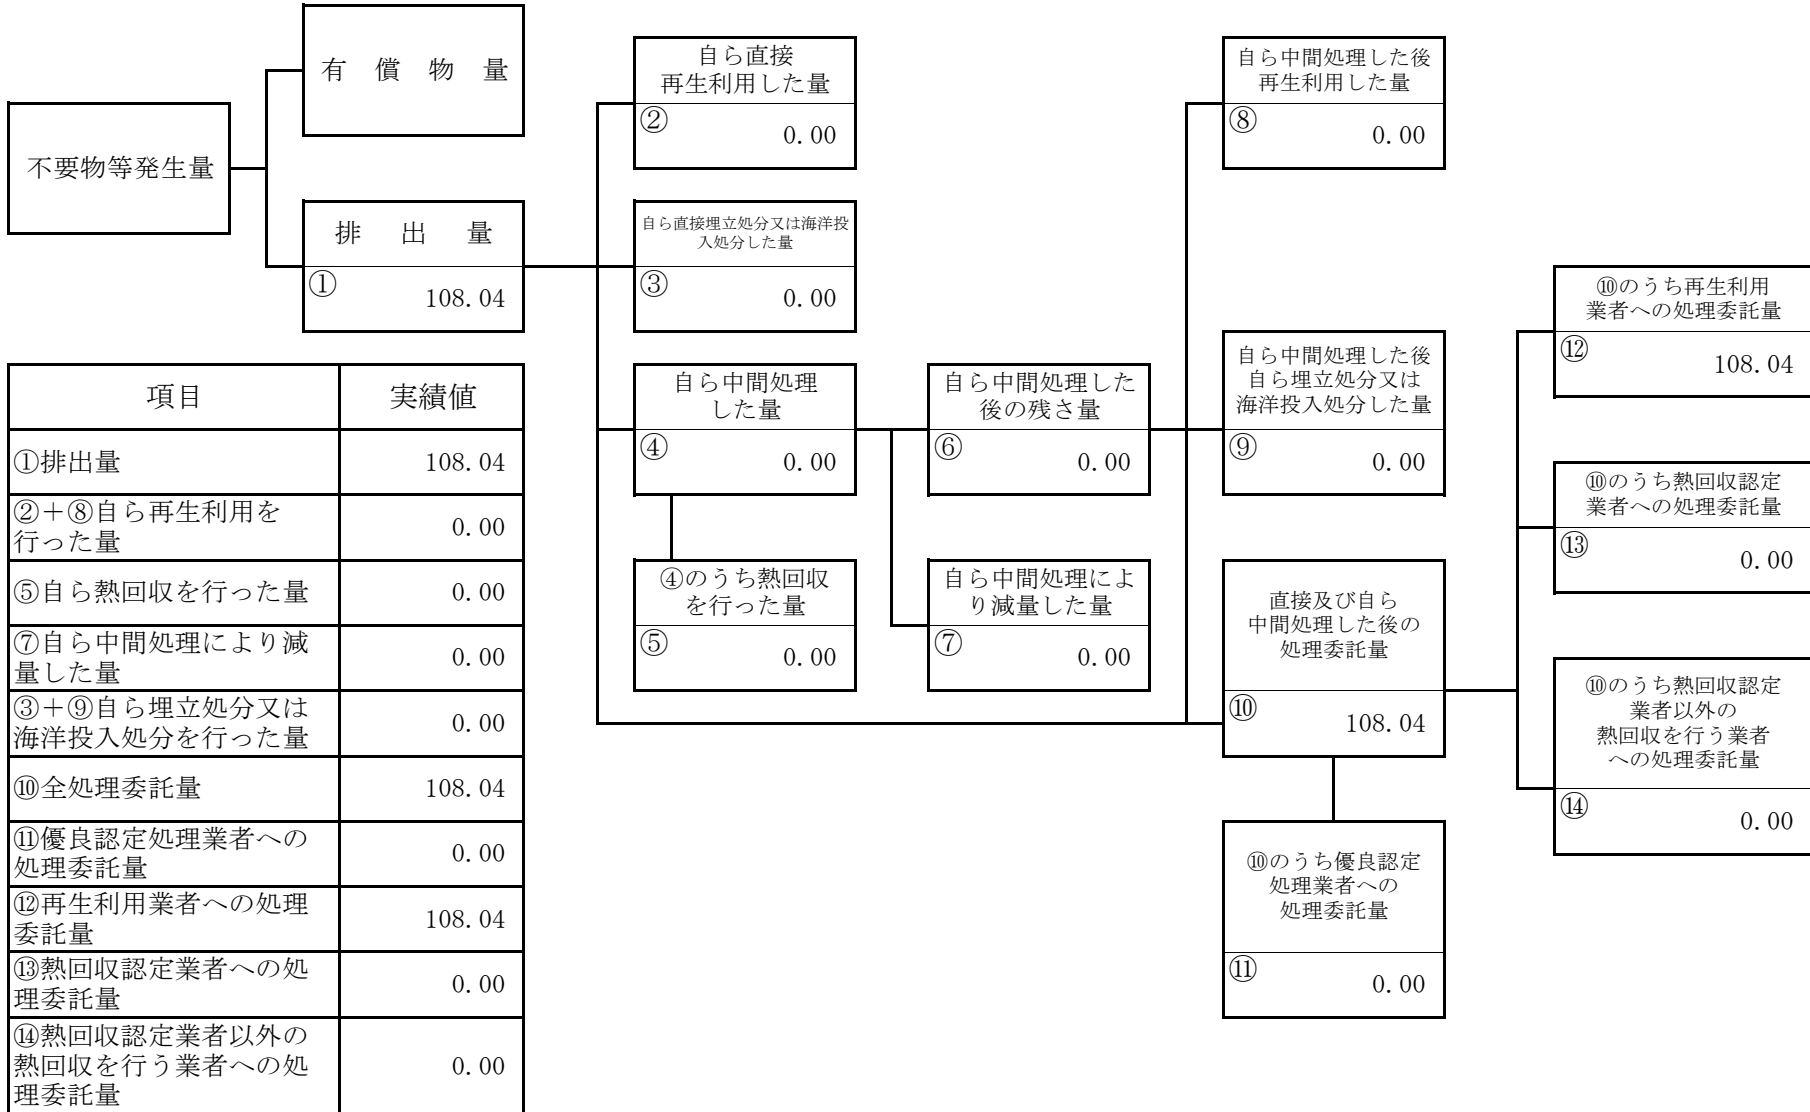 有償物量
不要物等発生量
排出量
①
108.04
自ら直接
再生利用した量
②
0.00
自ら直接埋立処分又は海洋投
入処分した量
③
0.00
自ら中間処理
した量
④
0.00
④のうち熱回収
を行った量
⑤
0.00
自ら中間処理した
後の残さ量
⑥
0.00
自ら中間処理によ
り減量した量
⑦
0.00
自ら中間処理した後
再生利用した量
⑧
0.00
自ら中間処理した後
自ら埋立処分又は
海洋投入処分した量
⑨
0.00
直接及び自ら
中間処理した後の
処理委託量
⑩
108.04
⑩のうち優良認定
処理業者への
処理委託量
⑪
0.00
⑩のうち再生利用
業者への処理委託量
⑫
108.04
⑩のうち熱回収認定
業者への処理委託量
⑬
0.00
⑩のうち熱回収認定
業者以外の
熱回収を行う業者
への処理委託量
⑭
0.00
項目 実績値
①排出量 108.04
②＋⑧自ら再生利用を
行った量 0.00
⑤自ら熱回収を行った量 0.00
⑦自ら中間処理により減
量した量 0.00
③＋⑨自ら埋立処分又は
海洋投入処分を行った量 0.00
⑩全処理委託量 108.04
⑪優良認定処理業者への
処理委託量 0.00
⑫再生利用業者への処理
委託量 108.04
⑬熱回収認定業者への処
理委託量 0.00
⑭熱回収認定業者以外の
熱回収を行う業者への処
理委託量 0.00